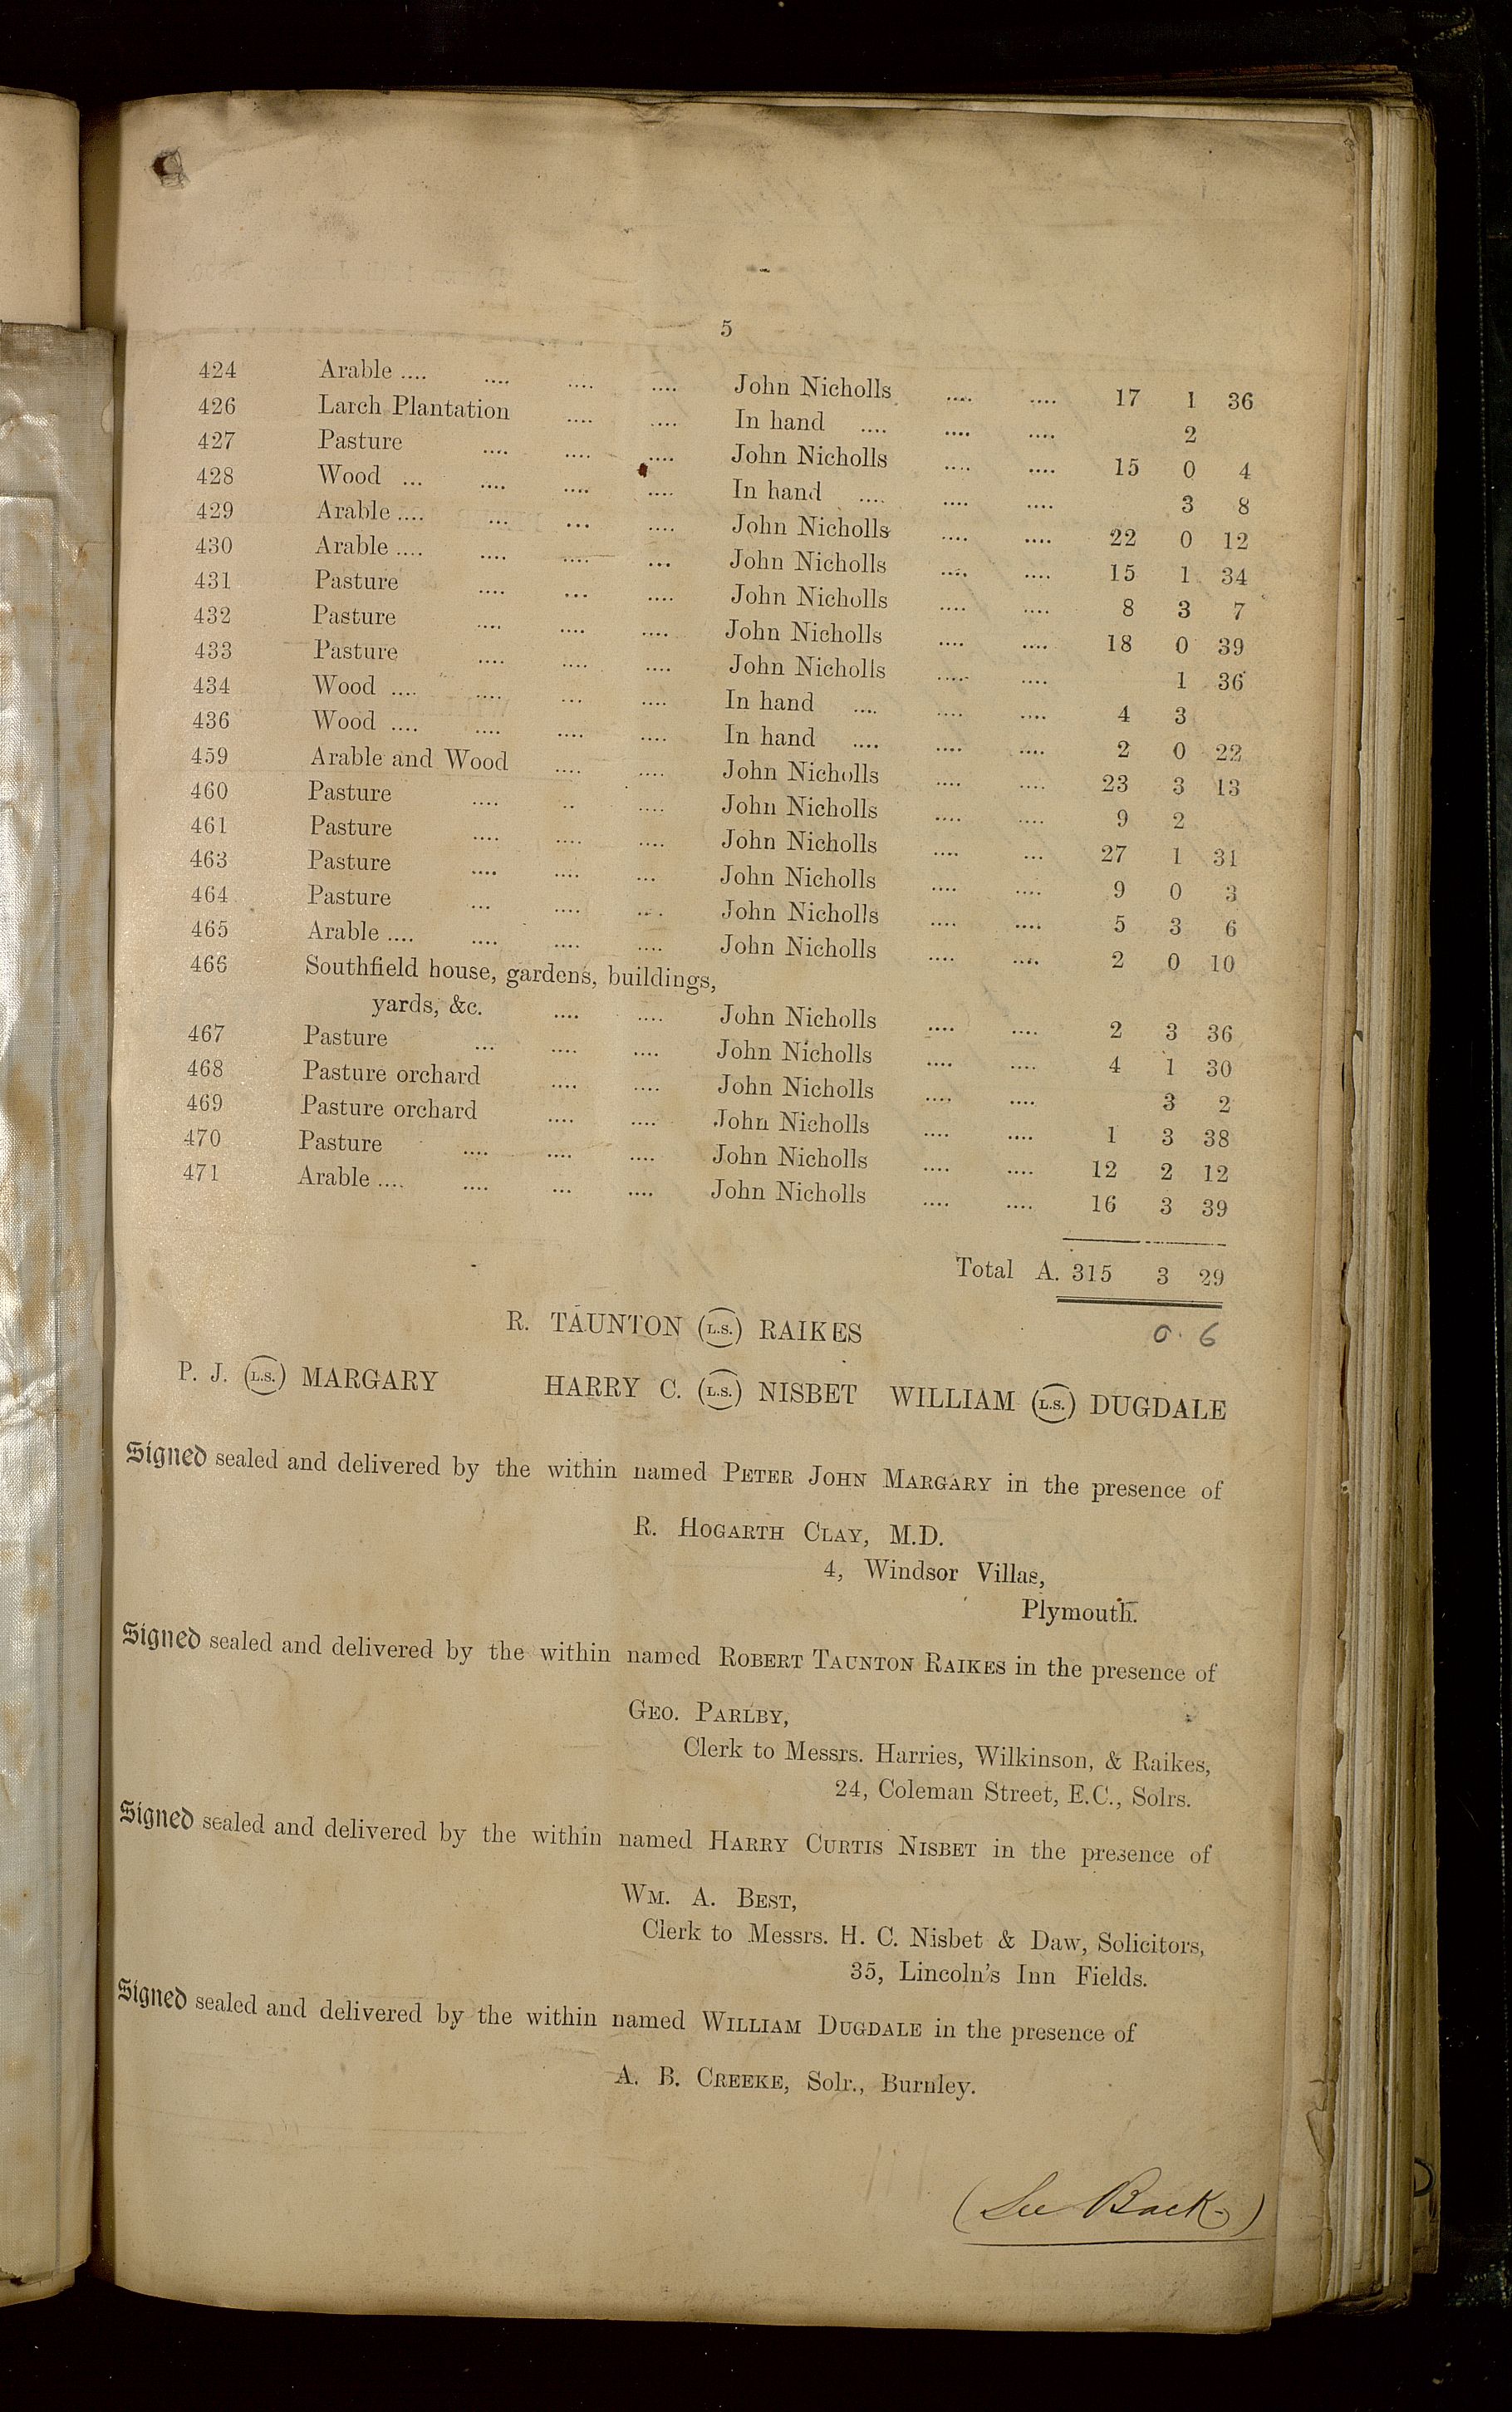 5
424 Arable .... .... .... .... John Nicholls .... .... 17 1 36
426 Larch Plantation .... .... In hand .... .... .... 2
427 Pasture .... .... .... John Nicholls .... .... 15 0 4
428 Wood ... .... .... .... In hand .... .... .... 3 8
429 Arable .... ... ... .... John Nicholls .... .... 22 0 12
430 Arable .... .... .... ... John Nicholls .... .... 15 1 34
431 Pasture .... ... .... John Nicholls .... .... 8 3 7
432 Pasture .... .... .... John Nicholls .... .... 18 0 39
433 Pasture .... .... .... John Nicholls .... .... 1 36
434 Wood .... .... ... .... In hand .... .... .... 4 3
436 Wood .... .... .... .... In hand .... .... .... 2 0 22
459 Arable and Wood .... .... John Nicholls .... .... 23 3 13
460 Pasture .... .. .... John Nicholls .... .... 9 2
461 Pasture .... .... .... John Nicholls .... ... 27 1 31
463 Pasture .... .... ... John Nicholls .... .... 9 0 3
464 Pasture ... .... ... John Nicholls .... .... 5 3 6
465 Arable .... .... .... .... John Nicholls .... .... 2 0 10
466 Southfield house, gardens, buildings,
yards, &c. .... .... John Nicholls .... .... 2 3 36
467 Pasture ... .... .... John Nicholls .... .... 4 1 30
468 Pasture orchard .... .... John Nicholls .... .... 3 2
469 Pasture orchard .... .... John Nicholls .... .... 1 3 38
470 Pasture .... .... .... John Nicholls .... .... 12 2 12
471 Arable .... .... ... .... John Nicholls .... .... 16 3 39
Total A. 315 3 29
0. 6
R. TAUNTON (L.S.) RAIKES
P. J. (L.S.) MARGARY HARRY C. (L.S.) NISBET WILLIAM (L.S.) DUGDALE
Signed sealed and delivered by the within named PETER JOHN MARGARY in the presence of
R. HOGARTH CLAY, M.D.
4, Windsor Villas,
Plymouth.
Signed sealed and delivered by the within named ROBERT TAUNTON RAIKES in the presence of
GEO. PARLBY,
Clerk to Messrs. Harries, Wilkinson, & Raikes,
24, Coleman Street, E.C., Solrs.
Signed sealed and delivered by the within named HARRY CURTIS NISBET in the presence of
WM. A. BEST,
Clerk to Messrs. H. C. Nisbet & Daw, Solicitors,
35, Lincoln's Inn Fields.
Signed sealed and delivered by the within named WILLIAM DUGDALE in the presence of
A. B. CREEKE, Solr., Burnley.
(See Back)